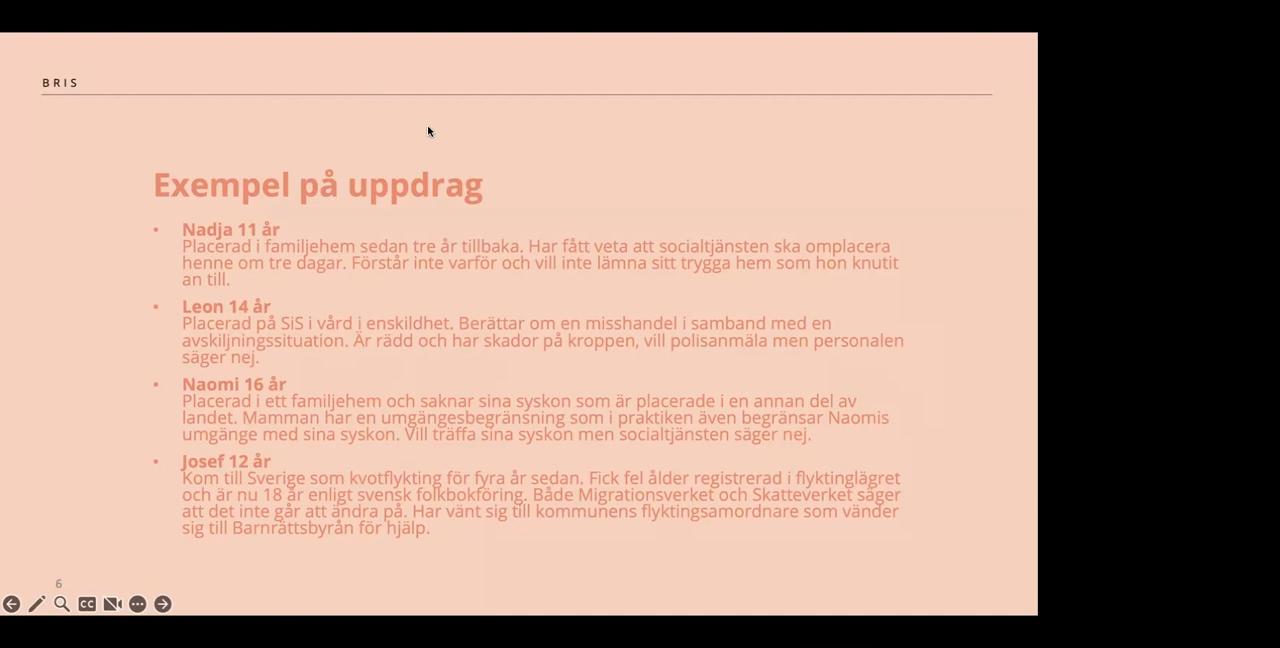 BRIS
Exempel på uppdrag
• Nadja 11 år
Placerad i familjehem sedan tre år tillbaka. Har fått veta att socialtjänsten ska omplacera
henne om tre dagar. Förstår inte varför och vill inte lämna sitt trygga hem som hon knutit
an till.
• Leon 14 år
Placerad på SiS i vård i enskildhet. Berättar om en misshandel i samband med en
avskiljningssituation. Är rädd och har skador på kroppen, vill polisanmäla men personalen
säger nej.
• Naomi 16 år
Placerad i ett familjehem och saknar sina syskon som är placerade i en annan del av
landet. Mamman har en umgängesbegränsning som i praktiken även begränsar Naomis
umgänge med sina syskon. Vill träffa sina syskon men socialtjänsten säger nej.
• Josef 12 år
Kom till Sverige som kvotflykting för fyra år sedan. Fick fel ålder registrerad i flyktinglägret
och är nu 18 år enligt svensk folkbokföring. Både Migrationsverket och Skatteverket säger
att det inte går att ändra på. Har vänt sig till kommunens flyktingsamordnare som vänder
sig till Barnrättsbyrån för hjälp.
6
CC